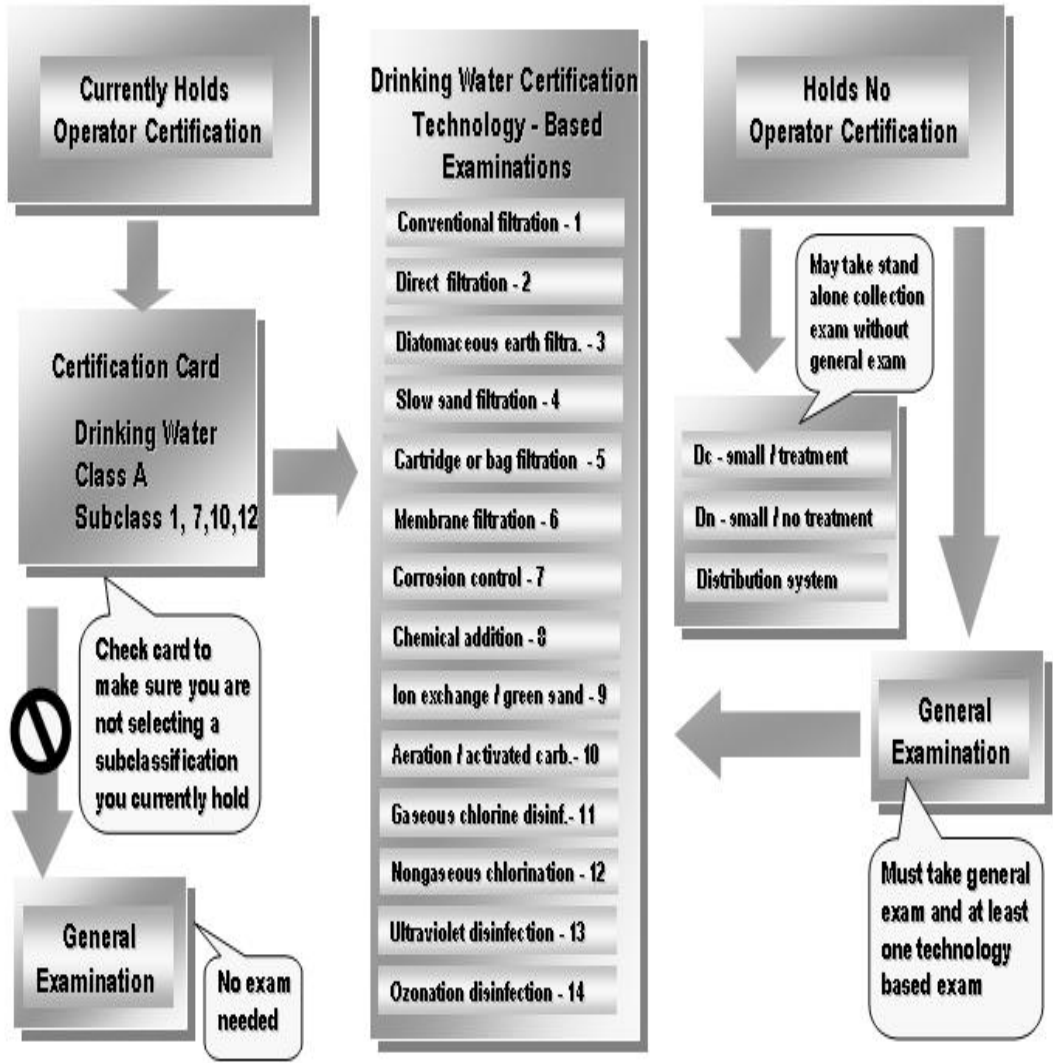 Currently Holds
Operator Certification
Certification Card
Drinking Water
Class A
Subclass 1, 7,10,12
Check card to
make sure you are
not selecting a
subclassification
you currently hold
General
Examination
No exam
needed
Drinking Water Certification
Technology - Based
Examinations
Conventional filtration - 1
Direct filtration - 2
Diatomaceous earth filtra. - 3
Slow sand filtration - 4
Cartridge or bag filtration - 5
Membrane filtration - 6
Corrosion control - 7
Chemical addition - 8
Ion exchange / green sand - 9
Aeration / activated carb.- 10
Gaseous chlorine disinf.- 11
Nongaseous chlorination - 12
Ultraviolet disinfection - 13
Ozonation disinfection - 14
Holds No
Operator Certification
May take stand
alone collection
exam without
general exam
Dc - small / treatment
Dn - small / no treatment
Distribution system
General
Examination
Must take general
exam and at least
one technology
based exam